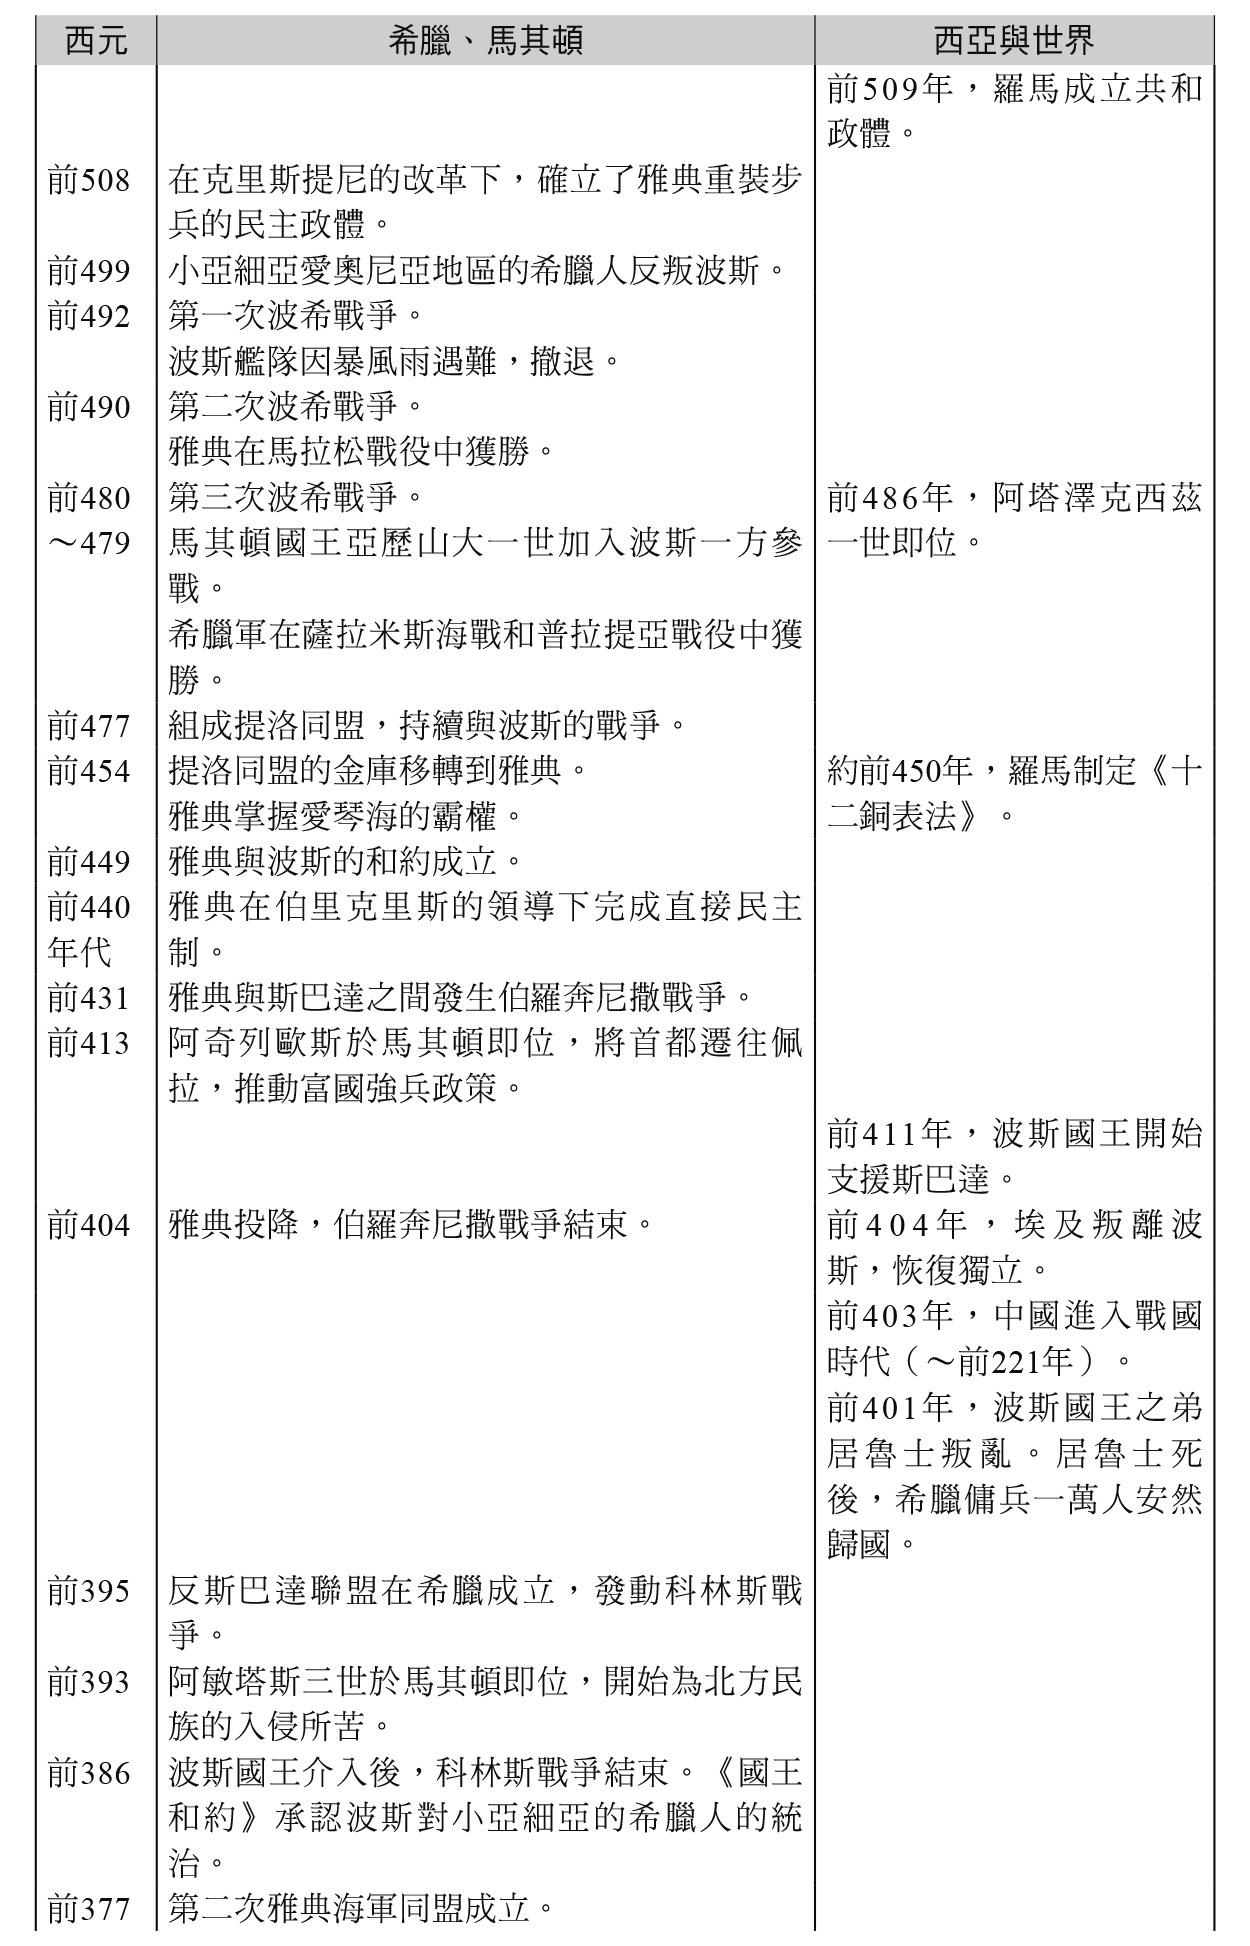 西元 希臘、馬其頓 西亞與世界
前509年，羅馬成立共和
政體。
前508 在克里斯提尼的改革下，確立了雅典重裝步
兵的民主政體。
前499 小亞細亞愛奧尼亞地區的希臘人反叛波斯。
前492 第一次波希戰爭。
波斯艦隊因暴風雨遇難，撤退。
前490 第二次波希戰爭。
雅典在馬拉松戰役中獲勝。
前480 第三次波希戰爭。 前486年，阿塔澤克西茲
～479 馬其頓國王亞歷山大一世加入波斯一方參 一世即位。
戰。
希臘軍在薩拉米斯海戰和普拉提亞戰役中獲
勝。
前477 組成提洛同盟，持續與波斯的戰爭。
前454 提洛同盟的金庫移轉到雅典。 約前450年，羅馬制定《十
雅典掌握愛琴海的霸權。 二銅表法》。
前449 雅典與波斯的和約成立。
前440 雅典在伯里克里斯的領導下完成直接民主
年代 制。
前431 雅典與斯巴達之間發生伯羅奔尼撒戰爭。
前413 阿奇列歐斯於馬其頓即位，將首都遷往佩
拉，推動富國強兵政策。
前411年，波斯國王開始
支援斯巴達。
前404 雅典投降，伯羅奔尼撒戰爭結束。 前404年，埃及叛離波
斯，恢復獨立。
前403年，中國進入戰國
時代（～前221年）。
前401年，波斯國王之弟
居魯士叛亂。居魯士死
後，希臘傭兵一萬人安然
歸國。
前395 反斯巴達聯盟在希臘成立，發動科林斯戰
爭。
前393 阿敏塔斯三世於馬其頓即位，開始為北方民
族的入侵所苦。
前386 波斯國王介入後，科林斯戰爭結束。《國王
和約》承認波斯對小亞細亞的希臘人的統
治。
前377 第二次雅典海軍同盟成立。